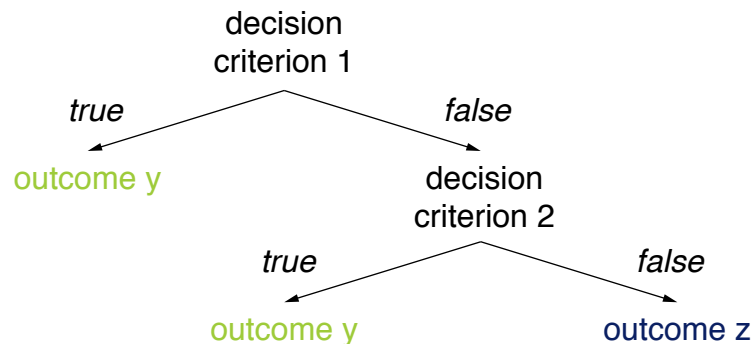 decision
criterion 1
true
false
outcome y
decision
criterion 2
true
false
outcome y
outcome z